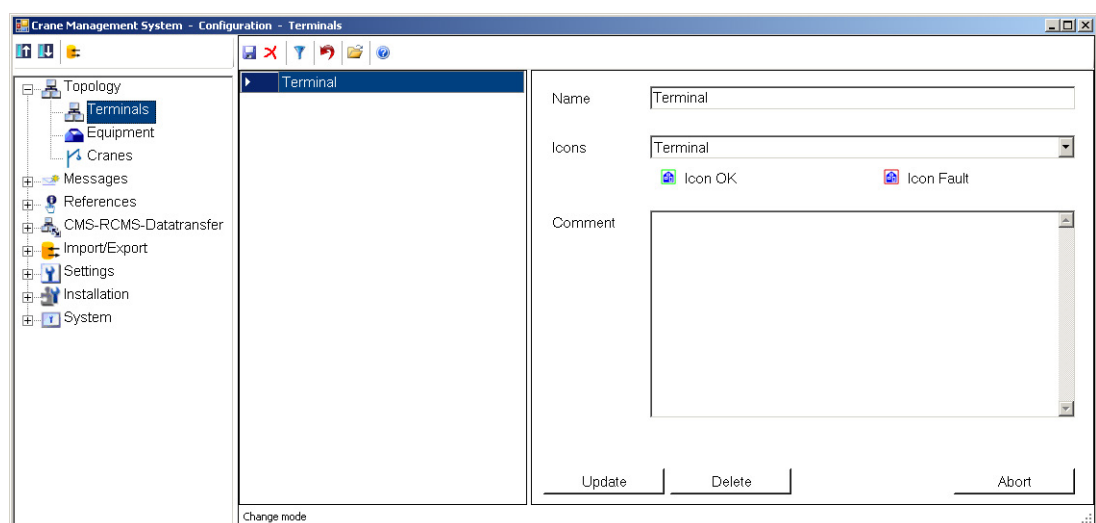 Crane Management System - Configuration - Terminals
Topology
Terminals
Equipment
Cranes
Messages
References
CMS-RCMS-Datatransfer
Import/Export
Settings
Installation
System
Terminal
Name Terminal
Icons Terminal
Icon OK Icon Fault
Comment
Update Delete Abort
Change mode